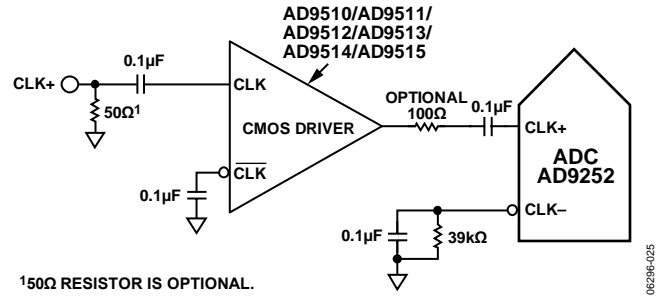 AD9510/AD9511/
AD9512/AD9513/
AD9514/AD9515
0.1µF
CLK+
50Ω¹
CLK
CMOS DRIVER
CLK
0.1µF
OPTIONAL
100Ω
0.1µF
CLK+
ADC
AD9252
CLK–
0.1µF
39kΩ
¹50Ω RESISTOR IS OPTIONAL.
06296-025